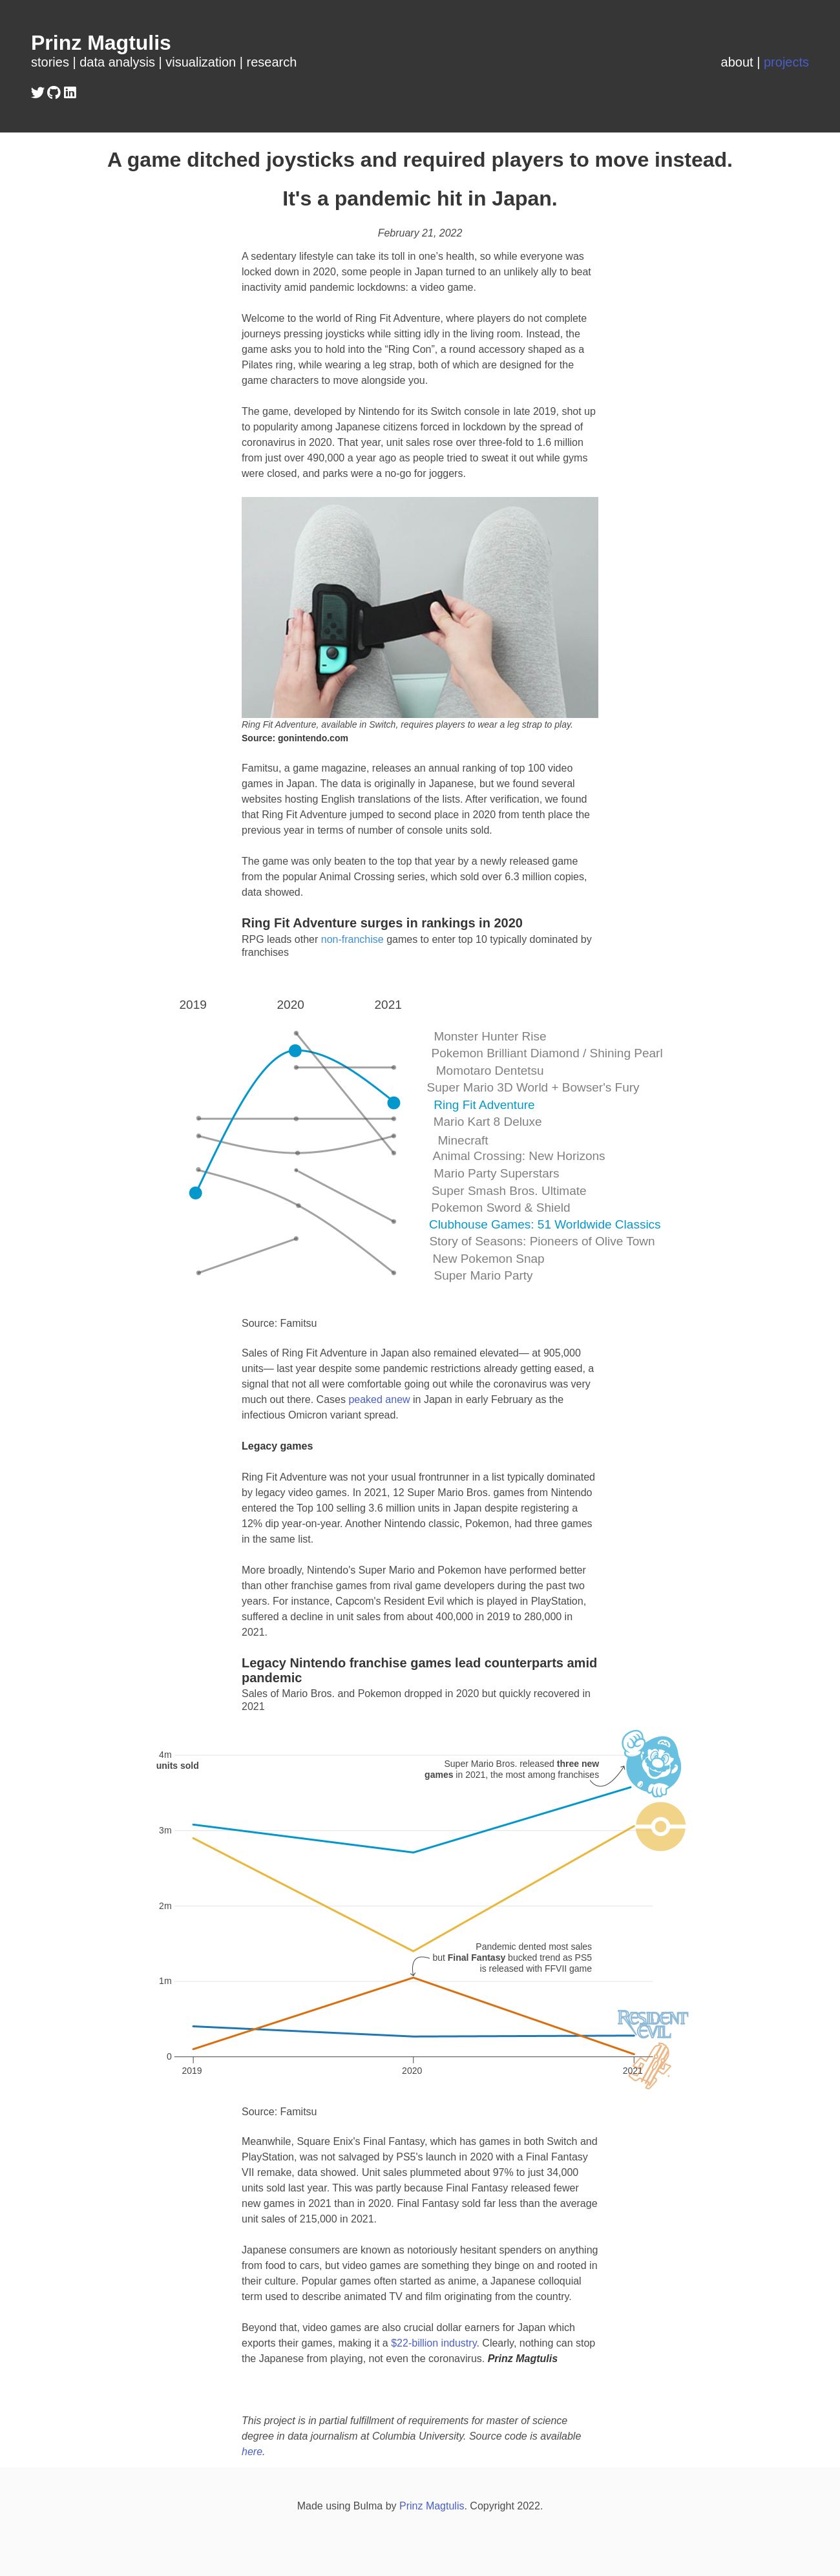 Prinz Magtulis
stories | data analysis | visualization | research
about | projects
A game ditched joysticks and required players to move instead.
It's a pandemic hit in Japan.
February 21, 2022
A sedentary lifestyle can take its toll in one's health, so while everyone was
locked down in 2020, some people in Japan turned to an unlikely ally to beat
inactivity amid pandemic lockdowns: a video game.
Welcome to the world of Ring Fit Adventure, where players do not complete
journeys pressing joysticks while sitting idly in the living room. Instead, the
game asks you to hold into the “Ring Con”, a round accessory shaped as a
Pilates ring, while wearing a leg strap, both of which are designed for the
game characters to move alongside you.
The game, developed by Nintendo for its Switch console in late 2019, shot up
to popularity among Japanese citizens forced in lockdown by the spread of
coronavirus in 2020. That year, unit sales rose over three-fold to 1.6 million
from just over 490,000 a year ago as people tried to sweat it out while gyms
were closed, and parks were a no-go for joggers.
Ring Fit Adventure, available in Switch, requires players to wear a leg strap to play.
Source: gonintendo.com
Famitsu, a game magazine, releases an annual ranking of top 100 video
games in Japan. The data is originally in Japanese, but we found several
websites hosting English translations of the lists. After verification, we found
that Ring Fit Adventure jumped to second place in 2020 from tenth place the
previous year in terms of number of console units sold.
The game was only beaten to the top that year by a newly released game
from the popular Animal Crossing series, which sold over 6.3 million copies,
data showed.
Ring Fit Adventure surges in rankings in 2020
RPG leads other non-franchise games to enter top 10 typically dominated by
franchises
2019 2020 2021
Monster Hunter Rise
Pokemon Brilliant Diamond / Shining Pearl
Momotaro Dentetsu
Super Mario 3D World + Bowser's Fury
Ring Fit Adventure
Mario Kart 8 Deluxe
Minecraft
Animal Crossing: New Horizons
Mario Party Superstars
Super Smash Bros. Ultimate
Pokemon Sword & Shield
Clubhouse Games: 51 Worldwide Classics
Story of Seasons: Pioneers of Olive Town
New Pokemon Snap
Super Mario Party
Source: Famitsu
Sales of Ring Fit Adventure in Japan also remained elevated— at 905,000
units— last year despite some pandemic restrictions already getting eased, a
signal that not all were comfortable going out while the coronavirus was very
much out there. Cases peaked anew in Japan in early February as the
infectious Omicron variant spread.
Legacy games
Ring Fit Adventure was not your usual frontrunner in a list typically dominated
by legacy video games. In 2021, 12 Super Mario Bros. games from Nintendo
entered the Top 100 selling 3.6 million units in Japan despite registering a
12% dip year-on-year. Another Nintendo classic, Pokemon, had three games
in the same list.
More broadly, Nintendo's Super Mario and Pokemon have performed better
than other franchise games from rival game developers during the past two
years. For instance, Capcom's Resident Evil which is played in PlayStation,
suffered a decline in unit sales from about 400,000 in 2019 to 280,000 in
2021.
Legacy Nintendo franchise games lead counterparts amid
pandemic
Sales of Mario Bros. and Pokemon dropped in 2020 but quickly recovered in
2021
4m
units sold
Super Mario Bros. released three new
games in 2021, the most among franchises
3m
2m
Pandemic dented most sales
but Final Fantasy bucked trend as PS5
is released with FFVII game
1m
RESIDENT
EVIL
0
2019 2020 2021
Source: Famitsu
Meanwhile, Square Enix's Final Fantasy, which has games in both Switch and
PlayStation, was not salvaged by PS5's launch in 2020 with a Final Fantasy
VII remake, data showed. Unit sales plummeted about 97% to just 34,000
units sold last year. This was partly because Final Fantasy released fewer
new games in 2021 than in 2020. Final Fantasy sold far less than the average
unit sales of 215,000 in 2021.
Japanese consumers are known as notoriously hesitant spenders on anything
from food to cars, but video games are something they binge on and rooted in
their culture. Popular games often started as anime, a Japanese colloquial
term used to describe animated TV and film originating from the country.
Beyond that, video games are also crucial dollar earners for Japan which
exports their games, making it a $22-billion industry. Clearly, nothing can stop
the Japanese from playing, not even the coronavirus. Prinz Magtulis
This project is in partial fulfillment of requirements for master of science
degree in data journalism at Columbia University. Source code is available
here.
Made using Bulma by Prinz Magtulis. Copyright 2022.